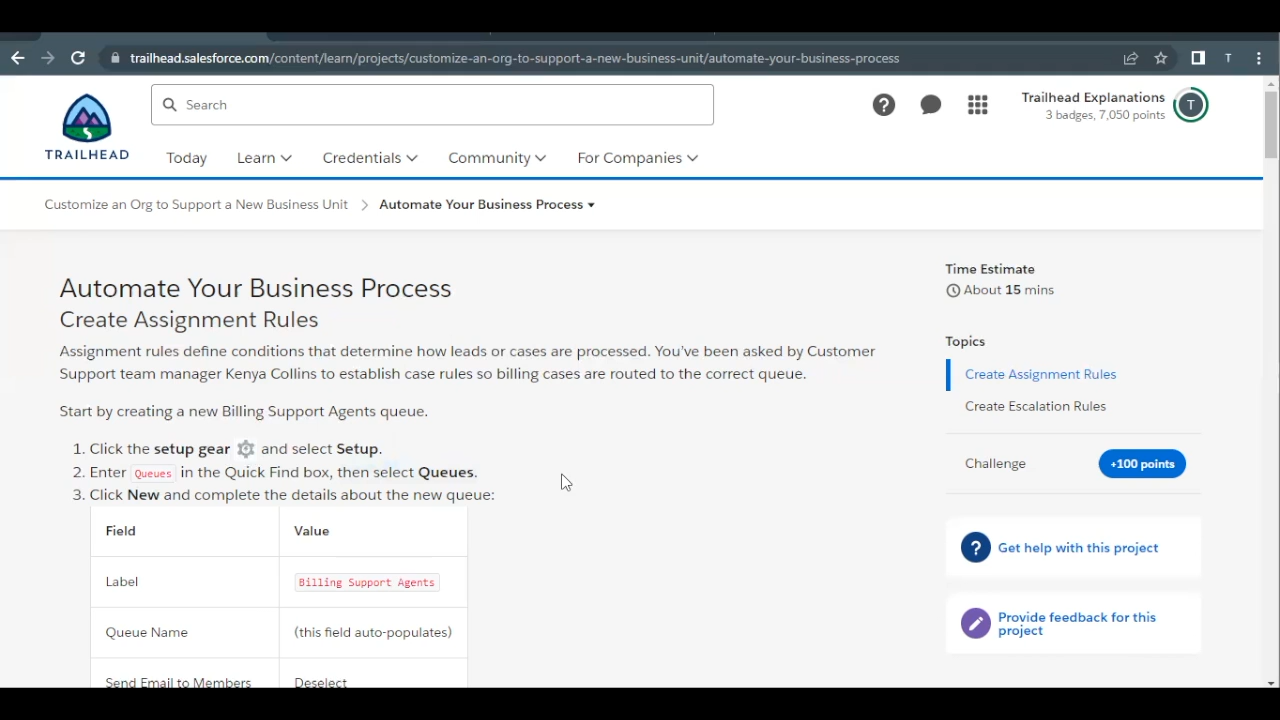 trailhead.salesforce.com/content/learn/projects/customize-an-org-to-support-a-new-business-unit/automate-your-business-process
T
TRAILHEAD
Search
Trailhead Explanations
3 badges, 7,050 points
T
Today
Learn
Credentials
Community
For Companies
Customize an Org to Support a New Business Unit
Automate Your Business Process
Automate Your Business Process
Create Assignment Rules
Assignment rules define conditions that determine how leads or cases are processed. You’ve been asked by Customer
Support team manager Kenya Collins to establish case rules so billing cases are routed to the correct queue.
Start by creating a new Billing Support Agents queue.
1. Click the setup gear and select Setup.
2. Enter Queues in the Quick Find box, then select Queues.
3. Click New and complete the details about the new queue:
Field Value
Label Billing Support Agents
Queue Name (this field auto-populates)
Send Email to Members Deselect
Time Estimate
About 15 mins
Topics
Create Assignment Rules
Create Escalation Rules
Challenge +100 points
? Get help with this project
Provide feedback for this
project